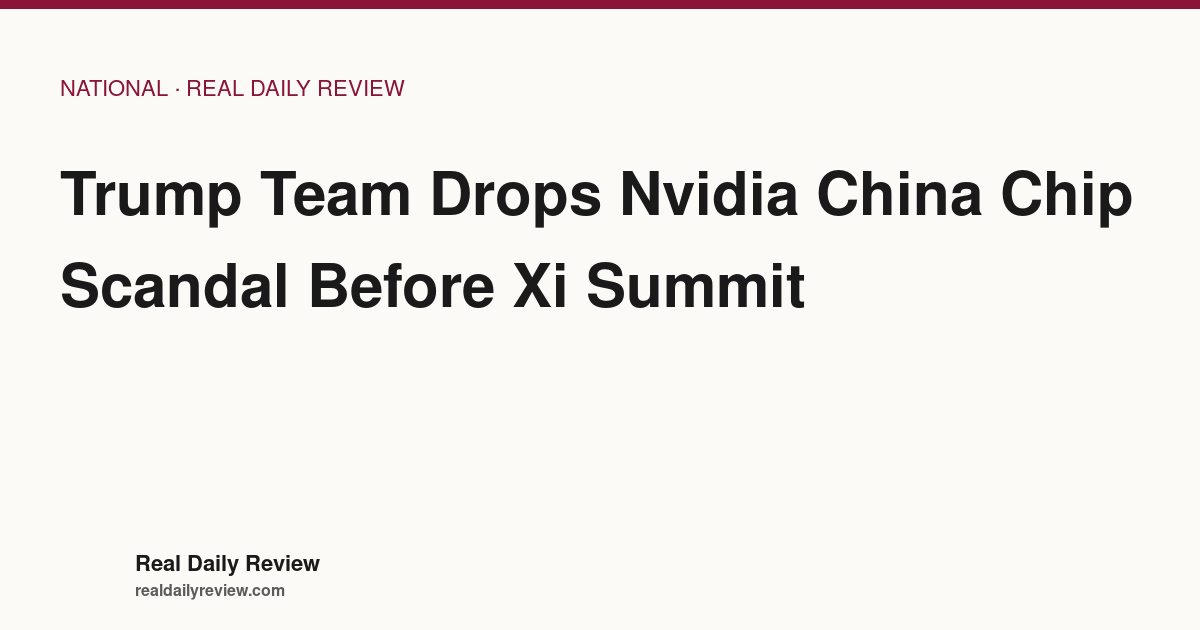 NATIONAL · REAL DAILY REVIEW
Trump Team Drops Nvidia China Chip
Scandal Before Xi Summit
Real Daily Review
realdailyreview.com